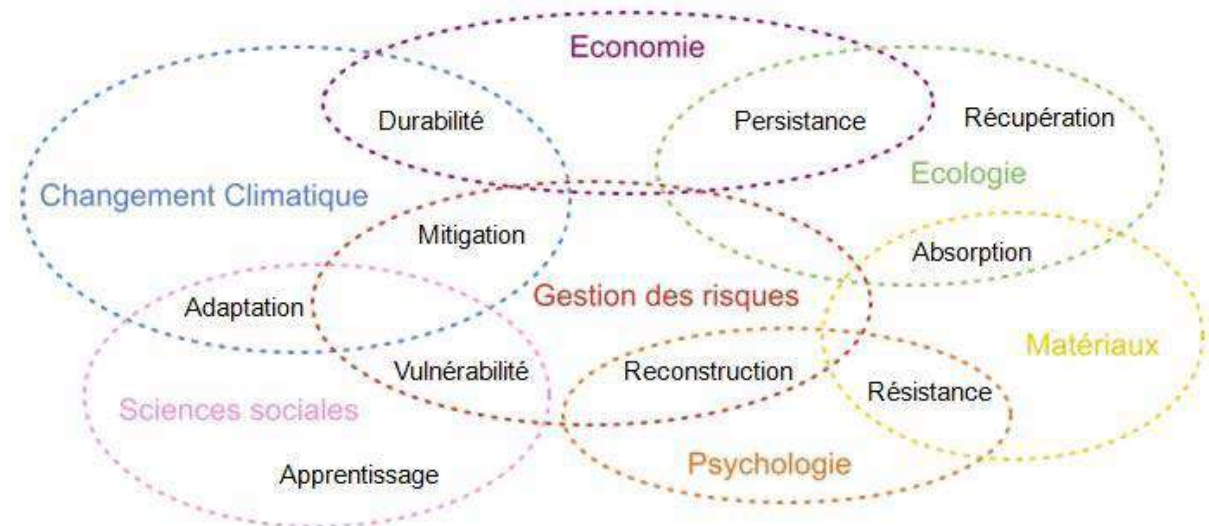 Economie
Durabilité
Persistance
Récupération
Changement Climatique
Ecologie
Mitigation
Absorption
Adaptation
Gestion des risques
Matériaux
Vulnérabilité
Reconstruction
Résistance
Sciences sociales
Psychologie
Apprentissage